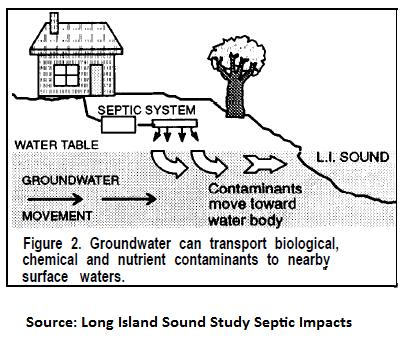 SEPTIC SYSTEM
WATER TABLE
L.I. SOUND
GROUNDWATER
MOVEMENT
Contaminants
move toward
water body
Figure 2. Groundwater can transport biological,
chemical and nutrient contaminants to nearby
surface waters.
Source: Long Island Sound Study Septic Impacts